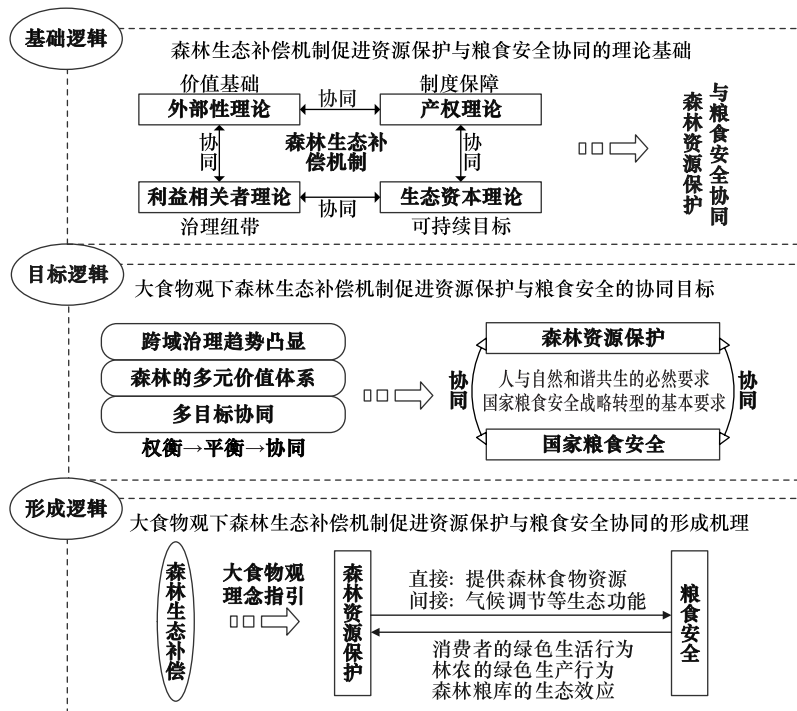 基础逻辑
森林生态补偿机制促进资源保护与粮食安全协同的理论基础
价值基础
制度保障
外部性理论
协同
产权理论
协同
森林生态补
偿机制
协同
利益相关者理论
协同
生态资本理论
治理纽带
可持续目标
森林资源保护
与粮食安全协同
目标逻辑
大食物观下森林生态补偿机制促进资源保护与粮食安全的协同目标
跨域治理趋势凸显
森林的多元价值体系
多目标协同
权衡→平衡→协同
森林资源保护
协同
人与自然和谐共生的必然要求
国家粮食安全战略转型的基本要求
协同
国家粮食安全
形成逻辑
大食物观下森林生态补偿机制促进资源保护与粮食安全协同的形成机理
森林生态补偿
大食物观
理念指引
森林资源保护
直接：提供森林食物资源
间接：气候调节等生态功能
消费者的绿色生活行为
林农的绿色生产行为
森林粮库的生态效应
粮食安全